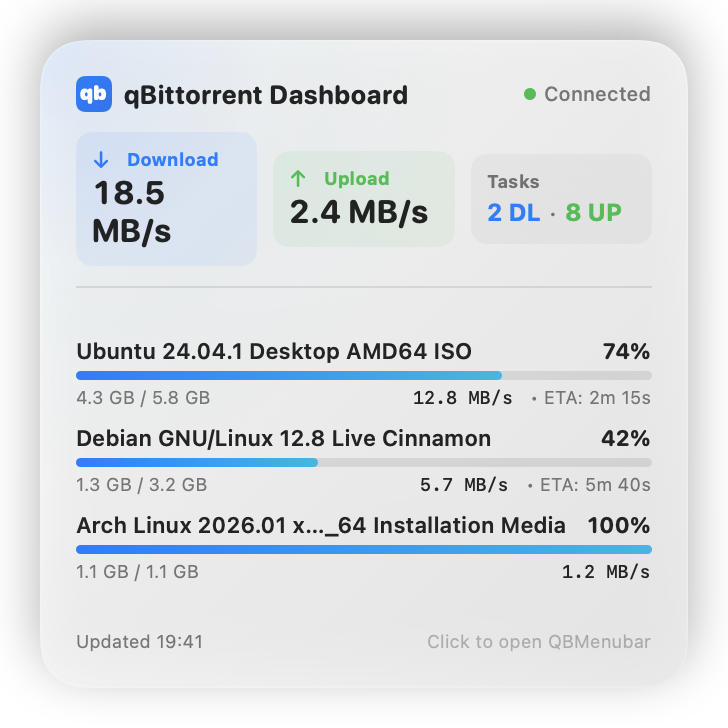 qb qBittorrent Dashboard
● Connected
↓ Download
18.5
MB/s
↑ Upload
2.4 MB/s
Tasks
2 DL · 8 UP
Ubuntu 24.04.1 Desktop AMD64 ISO 74%
4.3 GB / 5.8 GB 12.8 MB/s • ETA: 2m 15s
Debian GNU/Linux 12.8 Live Cinnamon 42%
1.3 GB / 3.2 GB 5.7 MB/s • ETA: 5m 40s
Arch Linux 2026.01 x..._64 Installation Media 100%
1.1 GB / 1.1 GB 1.2 MB/s
Updated 19:41
Click to open QBMenubar